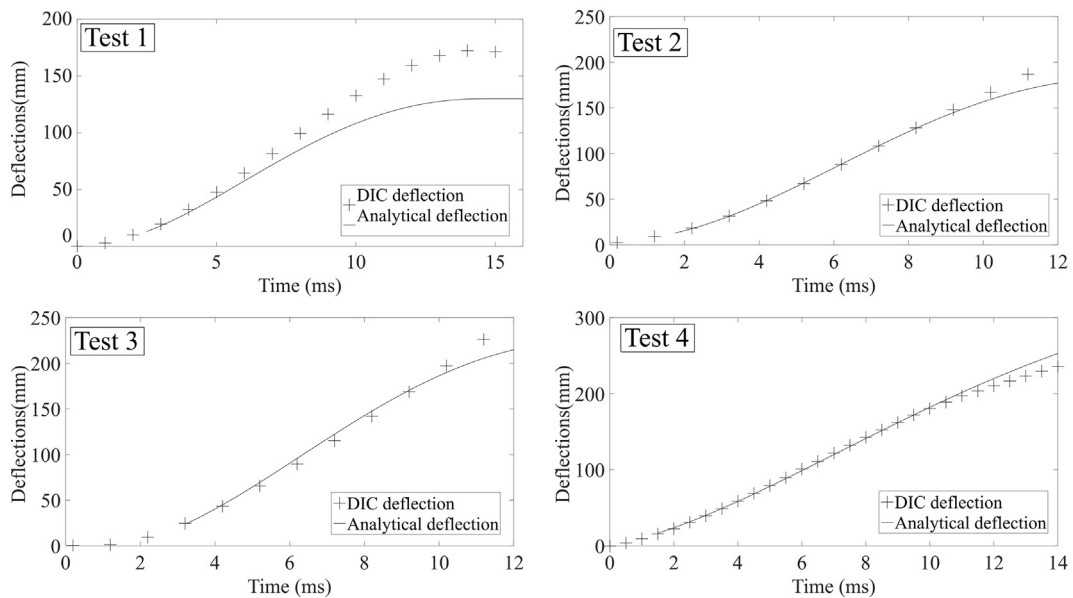 Test 1
200
150
100
50
0
Deflections(mm)
DIC deflection
Analytical deflection
0 5 10 15
Time (ms)
Test 2
250
200
150
100
50
0
Deflections(mm)
DIC deflection
Analytical deflection
0 2 4 6 8 10 12
Time (ms)
Test 3
250
200
150
100
50
0
Deflections(mm)
DIC deflection
Analytical deflection
0 2 4 6 8 10 12
Time (ms)
Test 4
300
200
100
0
Deflections(mm)
DIC deflection
Analytical deflection
0 2 4 6 8 10 12 14
Time (ms)